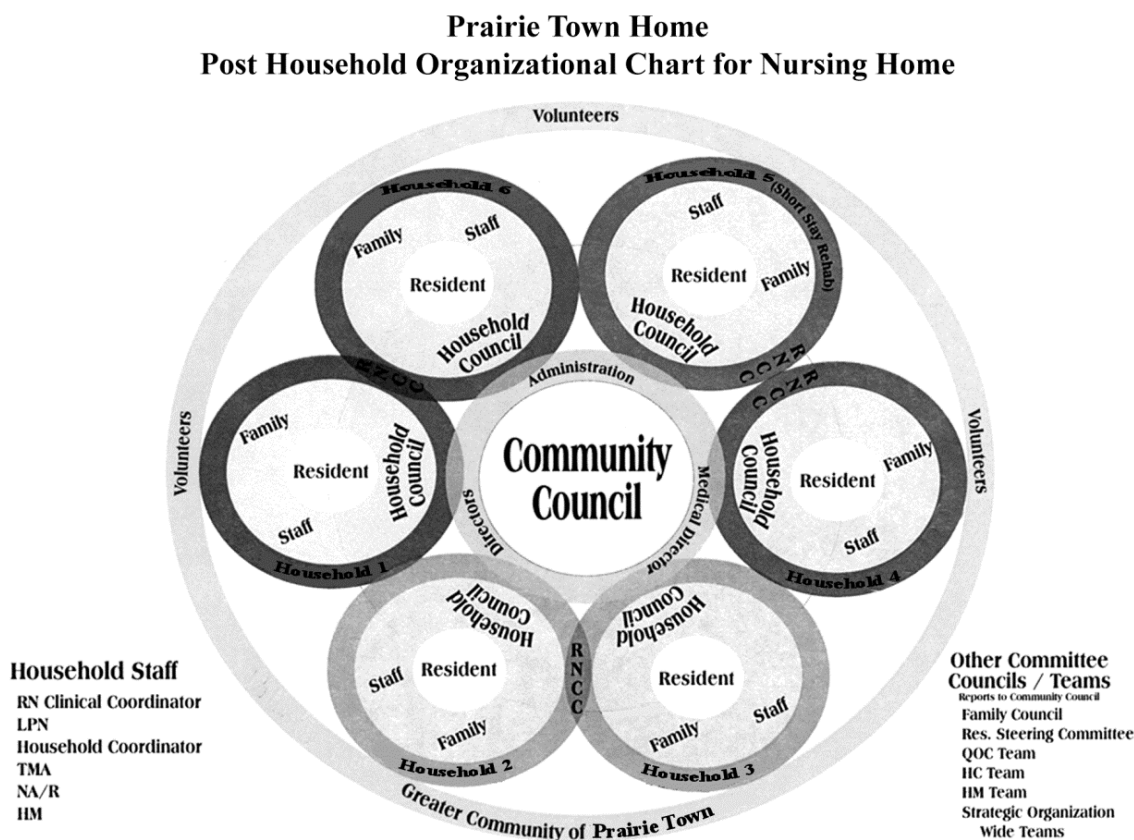 Prairie Town Home
Post Household Organizational Chart for Nursing Home
Volunteers
Household 6
Family
Staff
Resident
Household
Council
Household 5
(Short Stay Rehab)
Staff
Family
Resident
Household
Council
RNCC
RNCC
RNCC
Administration
Community
Council
Directors
Medical Director
Volunteers
Volunteers
Family
Resident
Household
Council
Staff
Household 1
Household
Council
Family
Resident
Staff
Household 4
Household
Council
Staff
Resident
Family
Household 2
RNCC
Household
Council
Resident
Staff
Family
Household 3
Greater Community of Prairie Town
Household Staff
RN Clinical Coordinator
LPN
Household Coordinator
TMA
NA/R
HM
Other Committee
Councils / Teams
Reports to Community Council
Family Council
Res. Steering Committee
QOC Team
HC Team
HM Team
Strategic Organization
Wide Teams